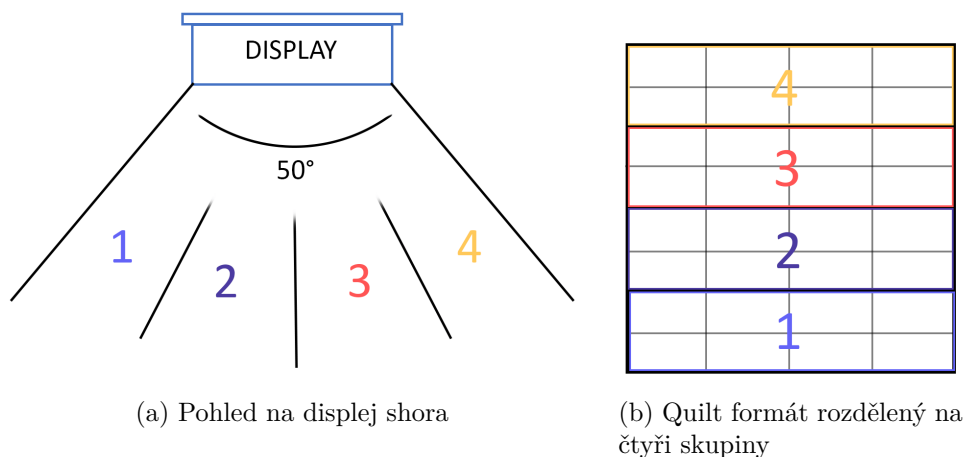 DISPLAY
50°
1
2
3
4
4
3
2
1
(a) Pohled na displej shora
(b) Quilt formát rozdělený na
čtyři skupiny